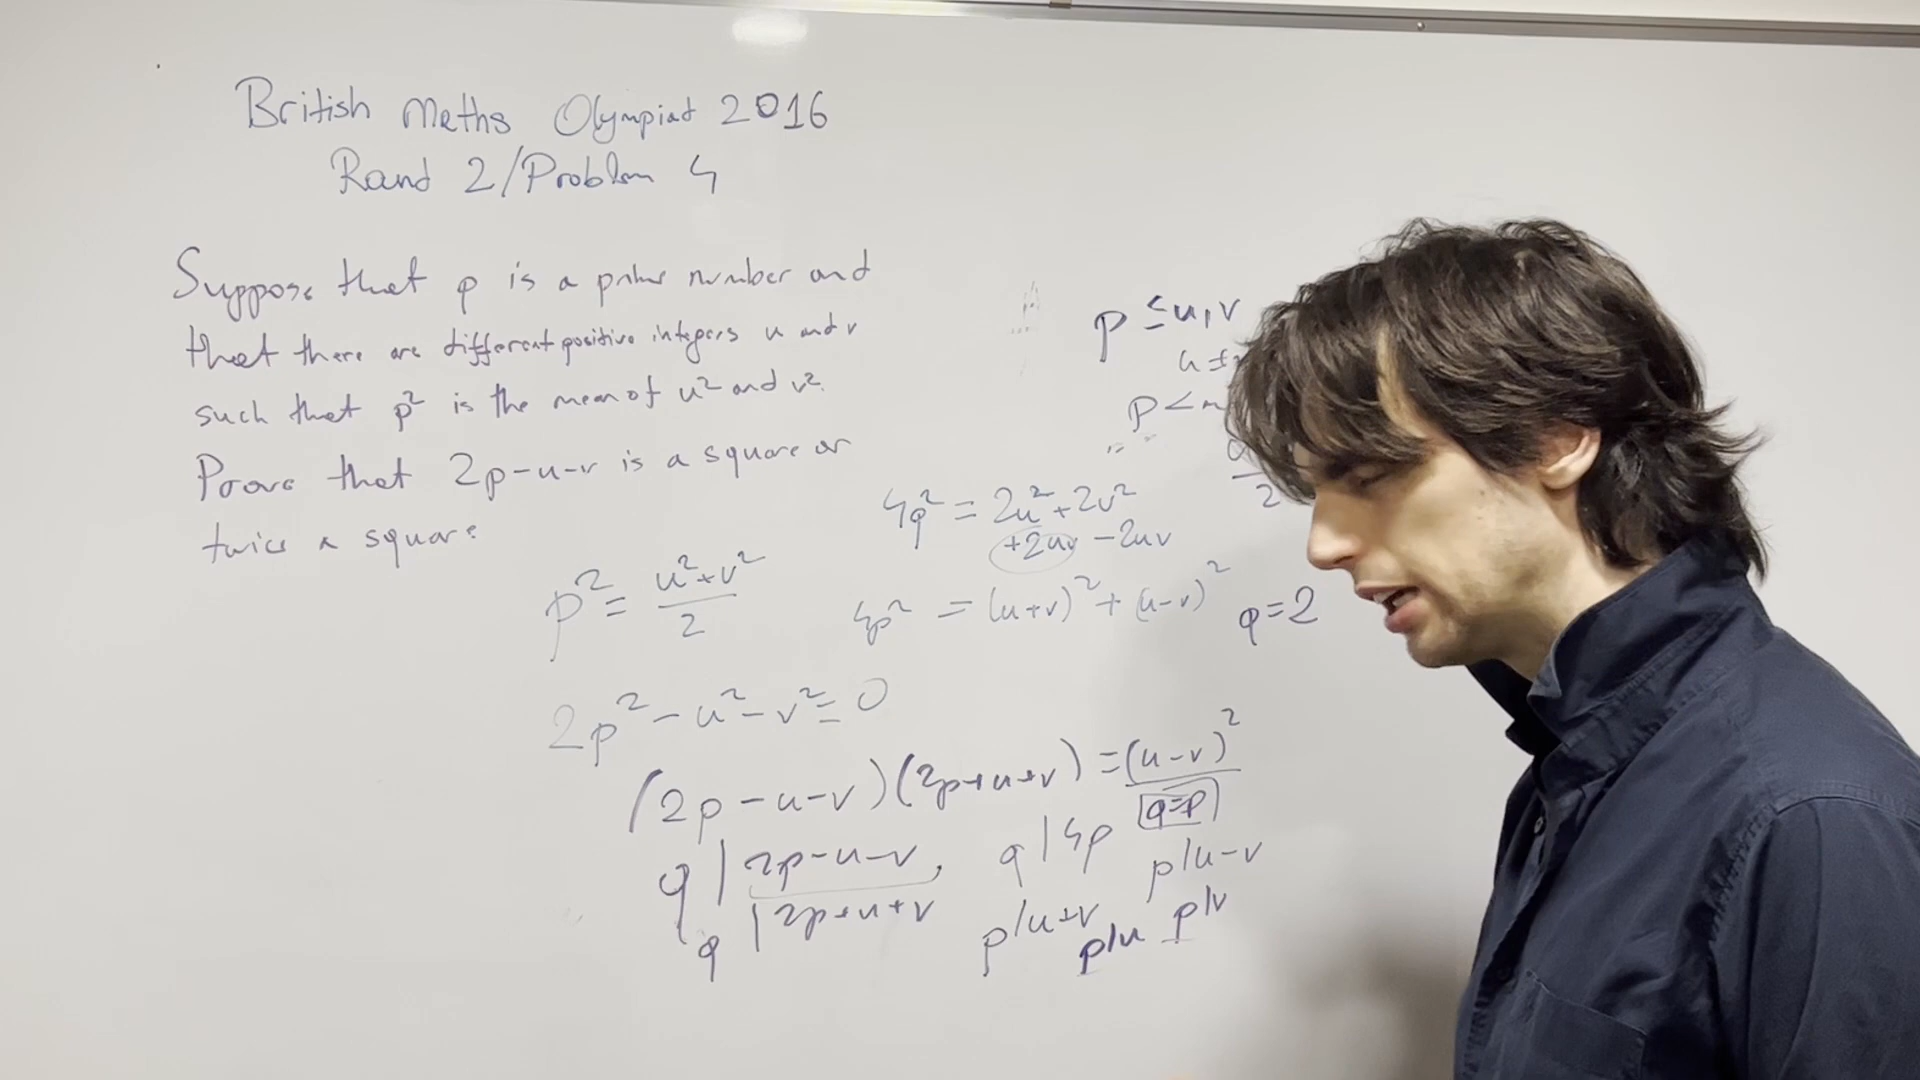 British Maths Olympiad 2016
Round 2/Problem 4
Suppose that p is a prime number and
that there are different positive integers u and v
such that p² is the mean of u² and v².
Prove that 2p-u-v is a square or
twice a square
p ≤ u,v
u ≠
p <
4p² = 2u² + 2v²
+2uv - 2uv
2
p² = u²+v² / 2
4p² = (u+v)² + (u-v)²
q=2
2p² - u² - v² = 0
(2p-u-v)(2p+u+v) = (u-v)²
q=p
q | 2p-u-v,
q | 4p
p | u-v
q | 2p+u+v
p | u+v
p | u
p | v